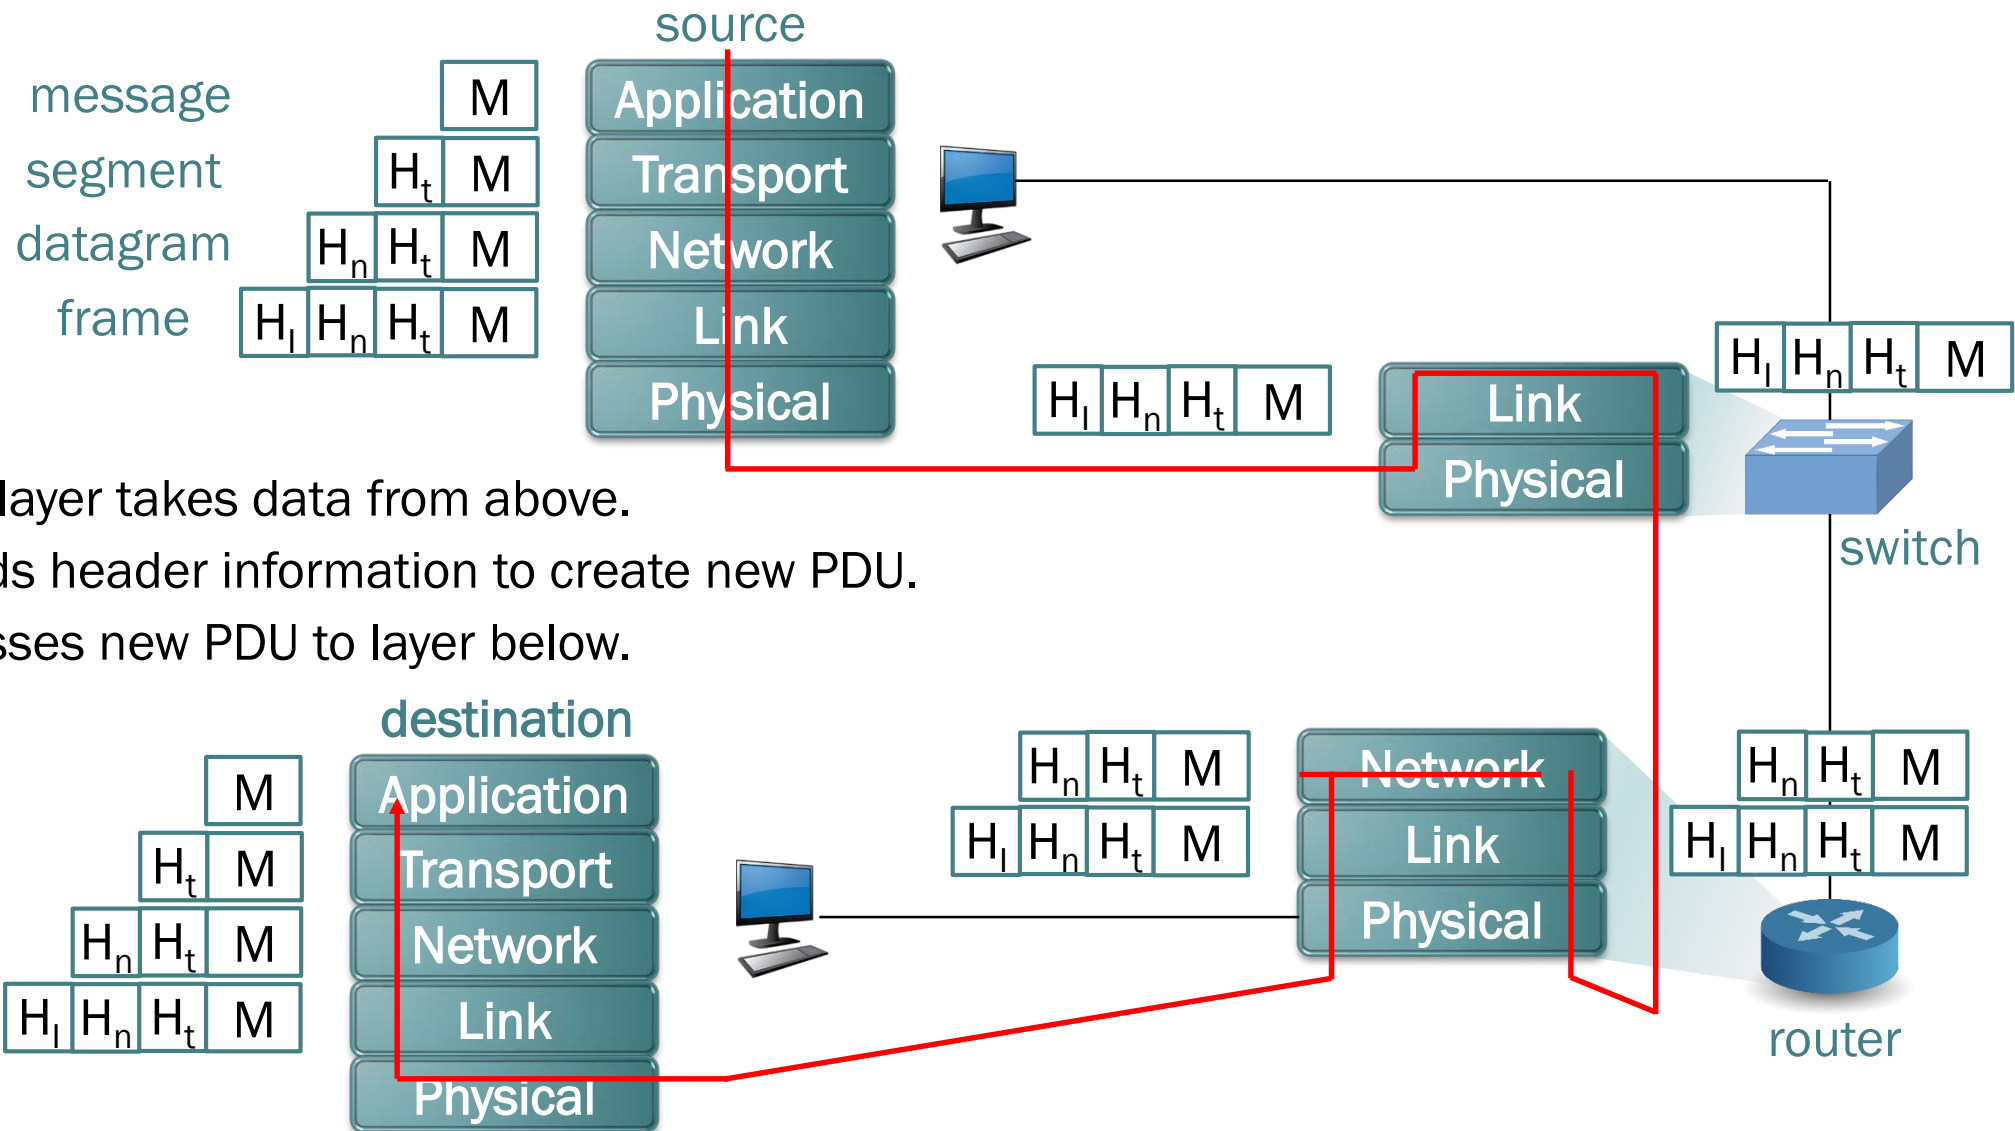 source
message
M
Application
segment
Ht M
Transport
datagram
Hn Ht M
Network
frame
Hl Hn Ht M
Link
Physical
Hl Hn Ht M
Hl Hn Ht M
Link
Physical
switch
layer takes data from above.
ds header information to create new PDU.
sses new PDU to layer below.
destination
M
Application
Ht M
Transport
Hn Ht M
Network
Hl Hn Ht M
Link
Physical
Hn Ht M
Network
Hn Ht M
Hl Hn Ht M
Link
Hl Hn Ht M
Physical
router